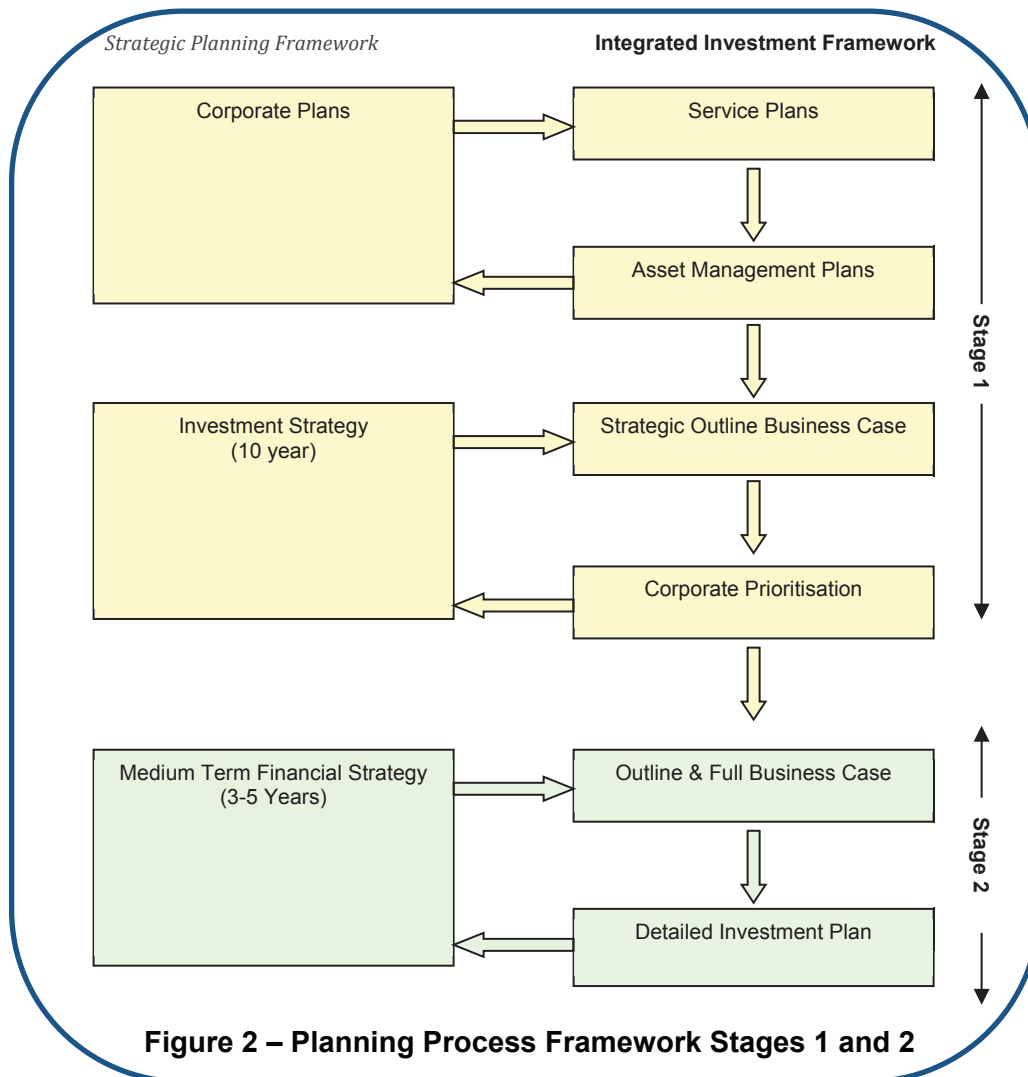 Strategic Planning Framework
Integrated Investment Framework
Corporate Plans
Service Plans
Asset Management Plans
Stage 1
Investment Strategy
(10 year)
Strategic Outline Business Case
Corporate Prioritisation
Medium Term Financial Strategy
(3-5 Years)
Outline & Full Business Case
Stage 2
Detailed Investment Plan
Figure 2 – Planning Process Framework Stages 1 and 2